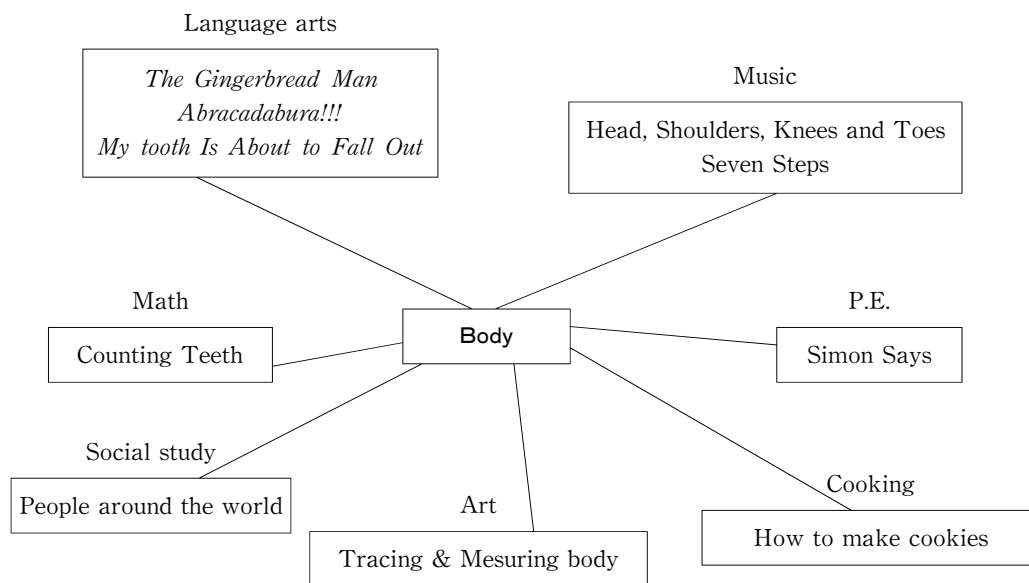 Language arts
The Gingerbread Man
Abracadabura!!!
My tooth Is About to Fall Out
Music
Head, Shoulders, Knees and Toes
Seven Steps
Math
Counting Teeth
Body
P.E.
Simon Says
Social study
People around the world
Art
Tracing & Mesuring body
Cooking
How to make cookies